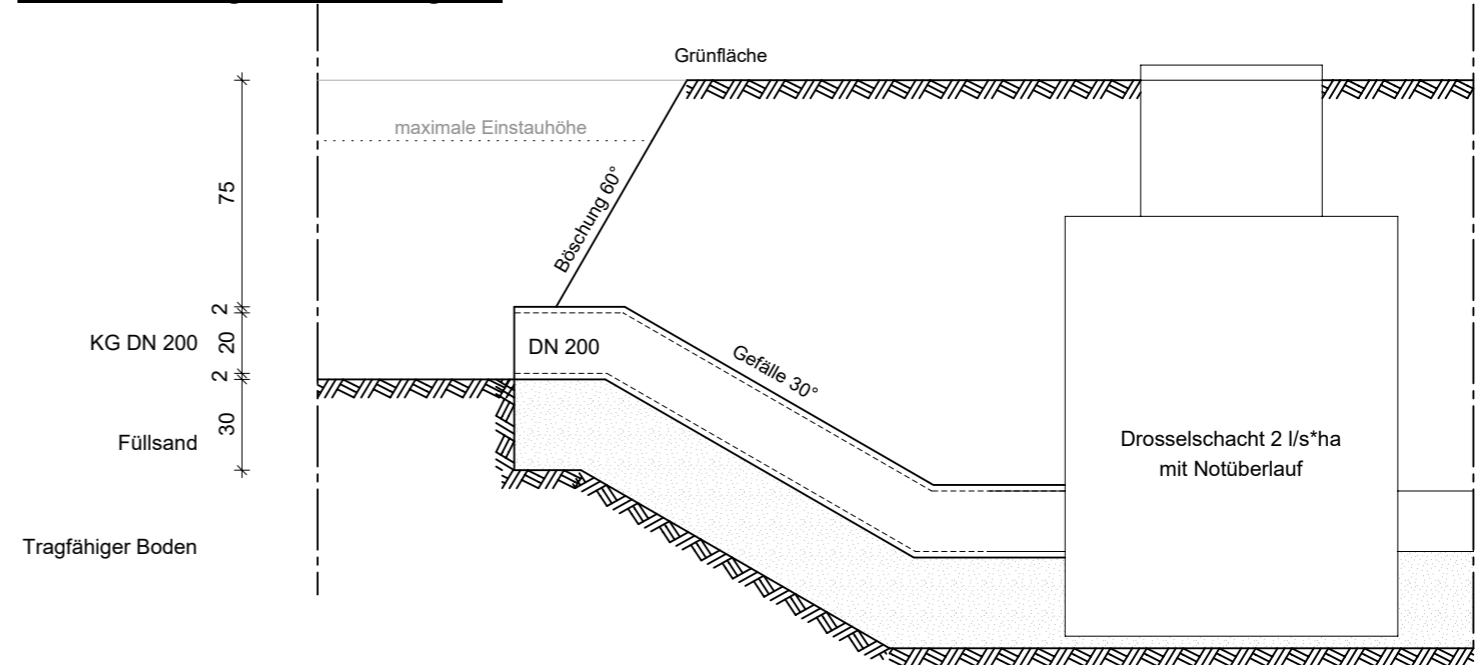 Grünfläche
maximale Einstauhöhe
75
Böschung 60°
2
KG DN 200
20
DN 200
2
Gefälle 30°
30
Füllsand
Drosselschacht 2 l/s*ha
mit Notüberlauf
Tragfähiger Boden